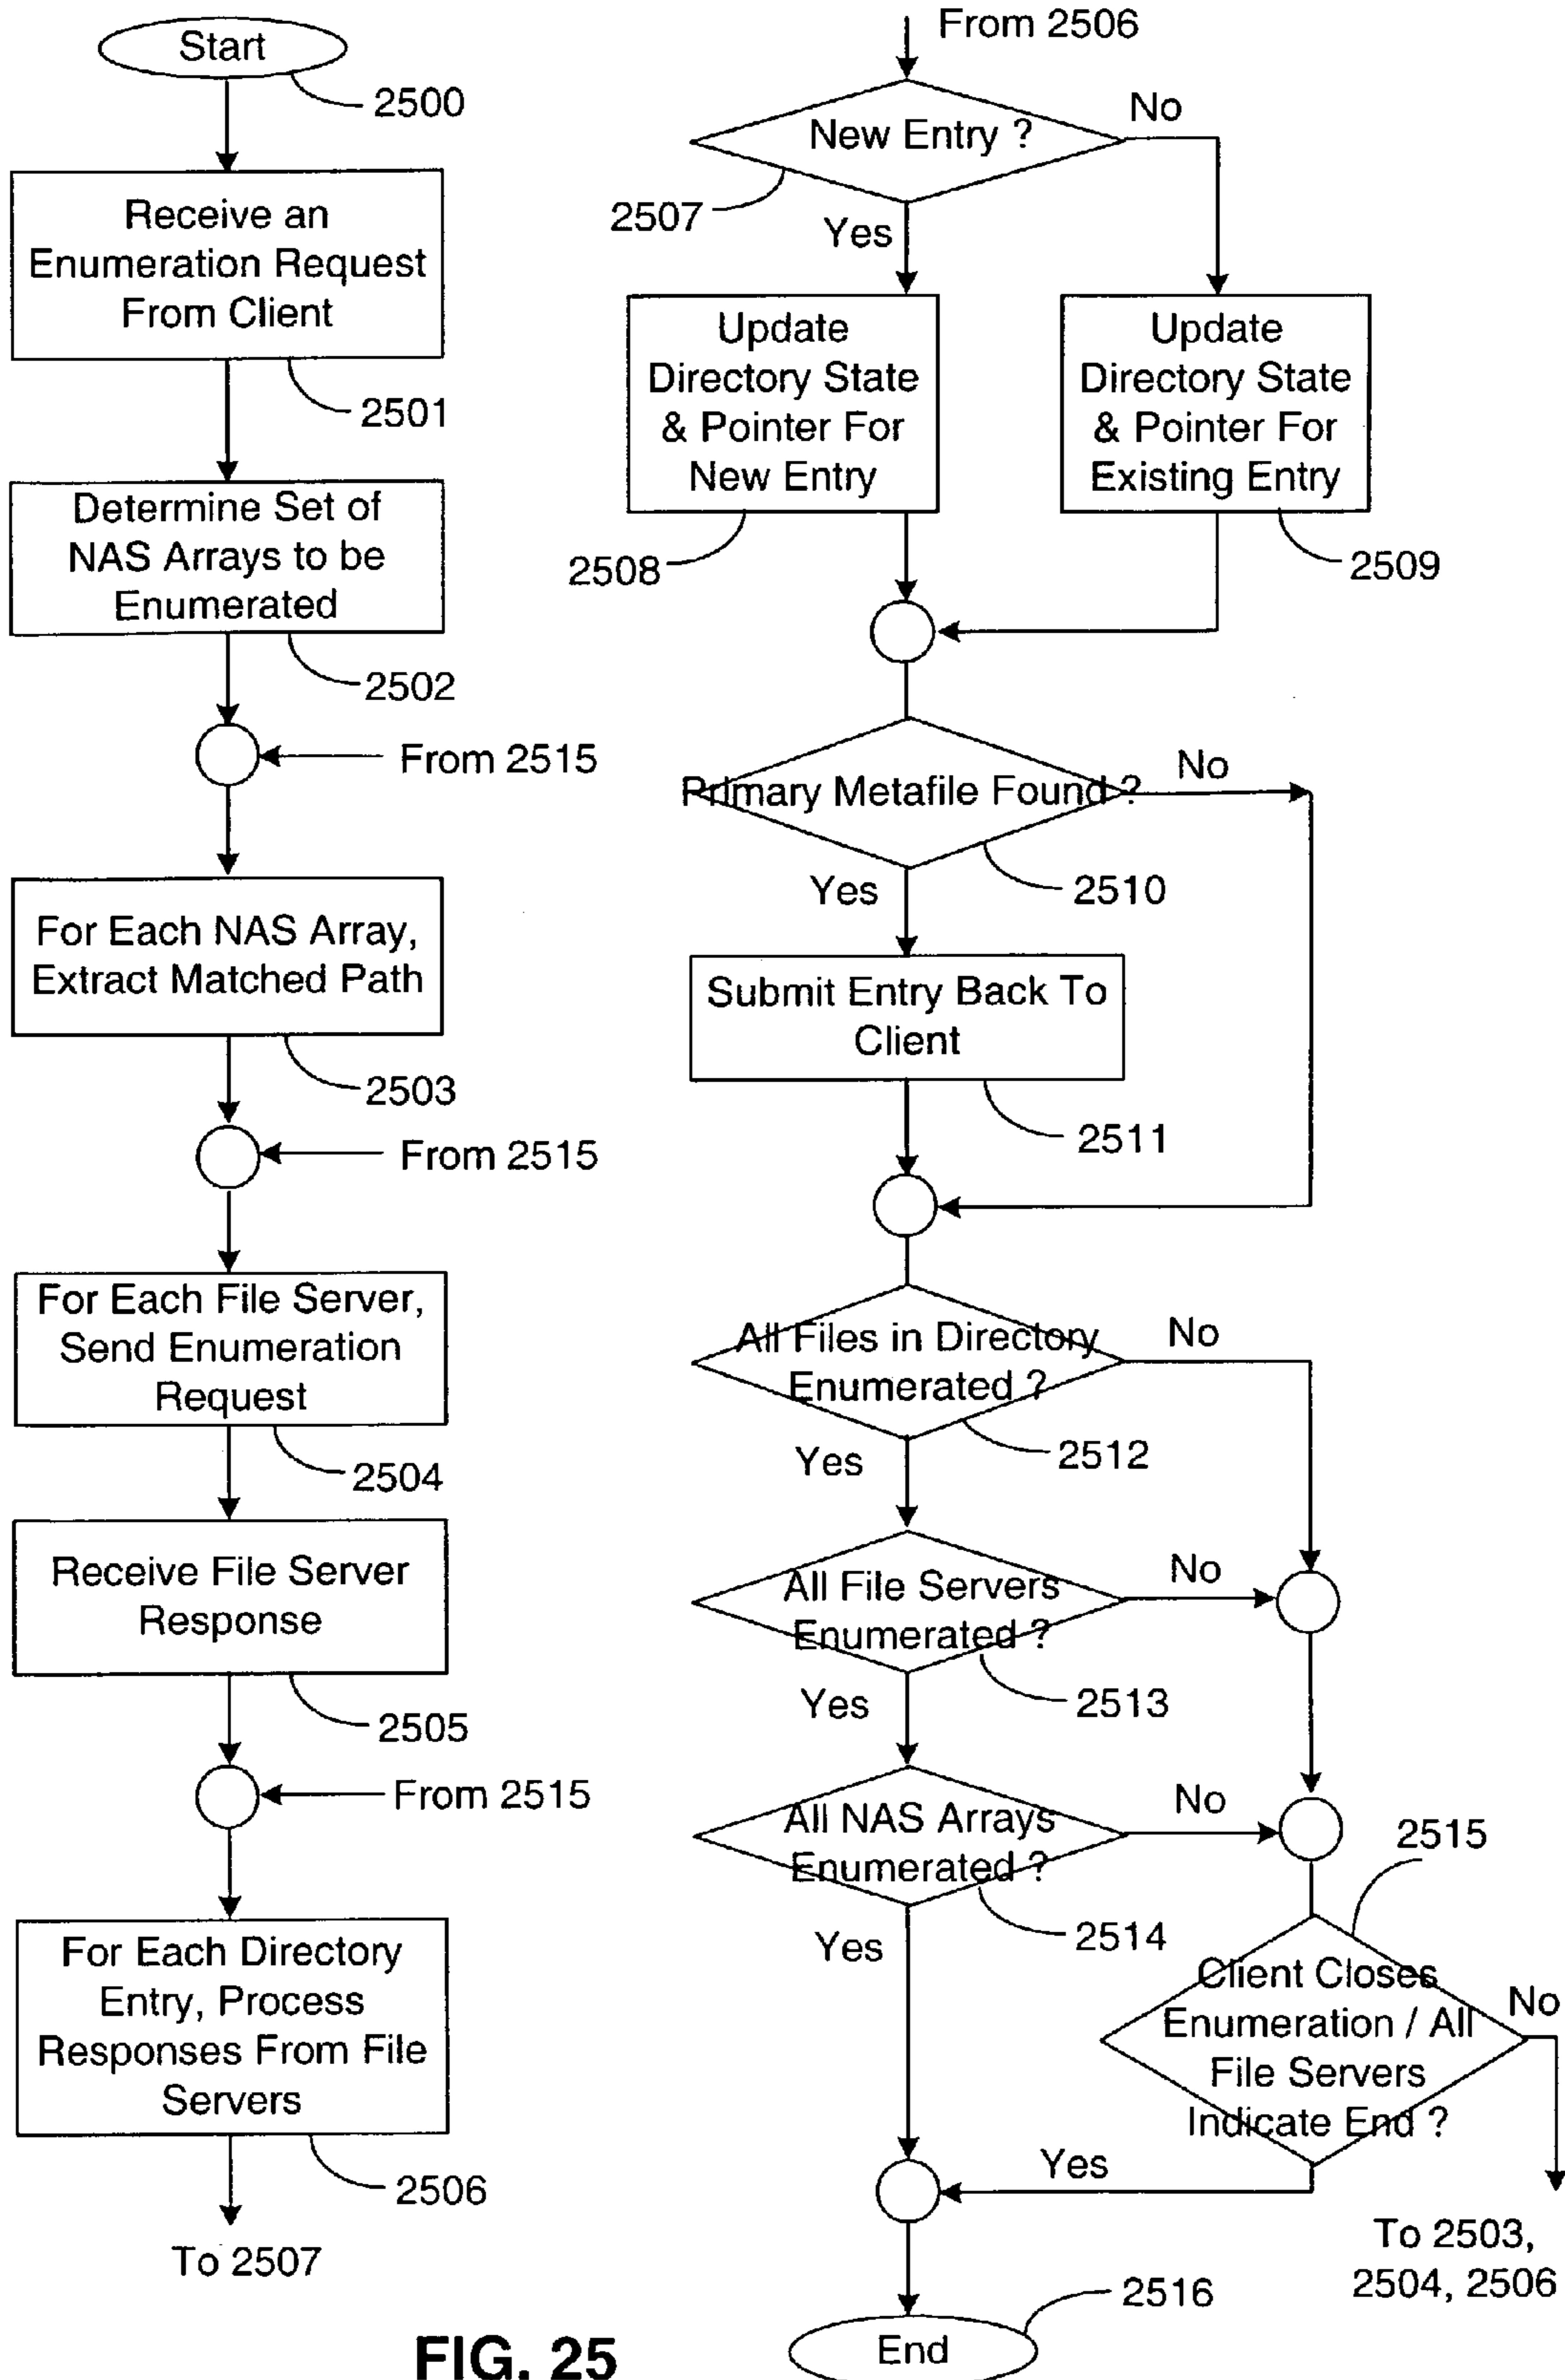 Start
2500
Receive an
Enumeration Request
From Client
2501
Determine Set of
NAS Arrays to be
Enumerated
2502
From 2515
For Each NAS Array,
Extract Matched Path
2503
From 2515
For Each File Server,
Send Enumeration
Request
2504
Receive File Server
Response
2505
From 2515
For Each Directory
Entry, Process
Responses From File
Servers
2506
To 2507
From 2506
New Entry ?
No
2507
Yes
Update
Directory State
& Pointer For
New Entry
2508
Update
Directory State
& Pointer For
Existing Entry
2509
Primary Metafile Found ?
No
2510
Yes
Submit Entry Back To
Client
2511
All Files in Directory
Enumerated ?
No
2512
Yes
All File Servers
Enumerated ?
No
2513
Yes
All NAS Arrays
Enumerated ?
No
2514
Yes
2515
Client Closes
Enumeration / All
File Servers
Indicate End ?
No
Yes
To 2503,
2504, 2506
2516
End
FIG. 25